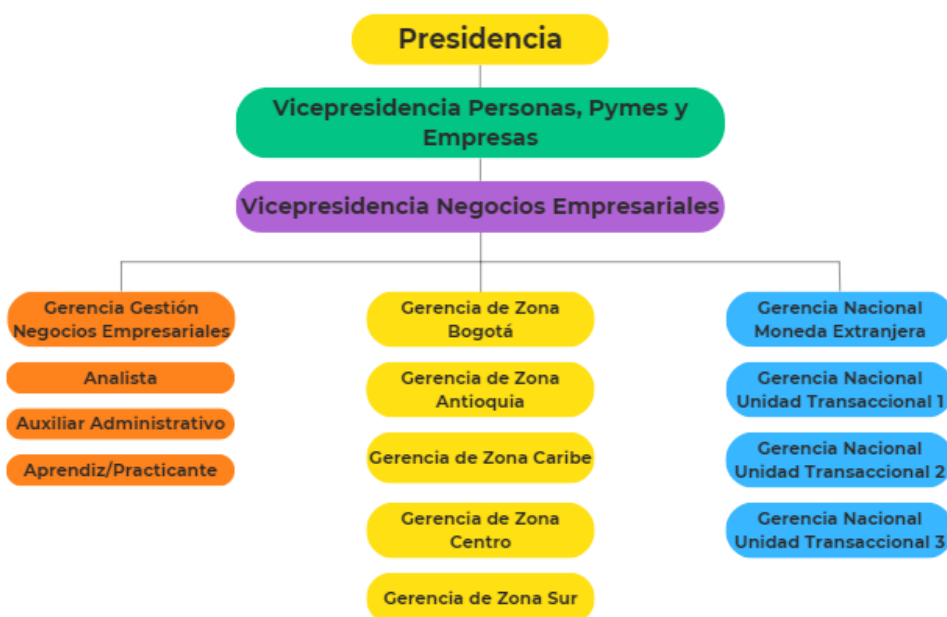 Presidencia
Vicepresidencia Personas, Pymes y
Empresas
Vicepresidencia Negocios Empresariales
Gerencia Gestión
Negocios Empresariales
Analista
Auxiliar Administrativo
Aprendiz/Practicante
Gerencia de Zona
Bogotá
Gerencia de Zona
Antioquia
Gerencia de Zona Caribe
Gerencia de Zona
Centro
Gerencia de Zona Sur
Gerencia Nacional
Moneda Extranjera
Gerencia Nacional
Unidad Transaccional 1
Gerencia Nacional
Unidad Transaccional 2
Gerencia Nacional
Unidad Transaccional 3